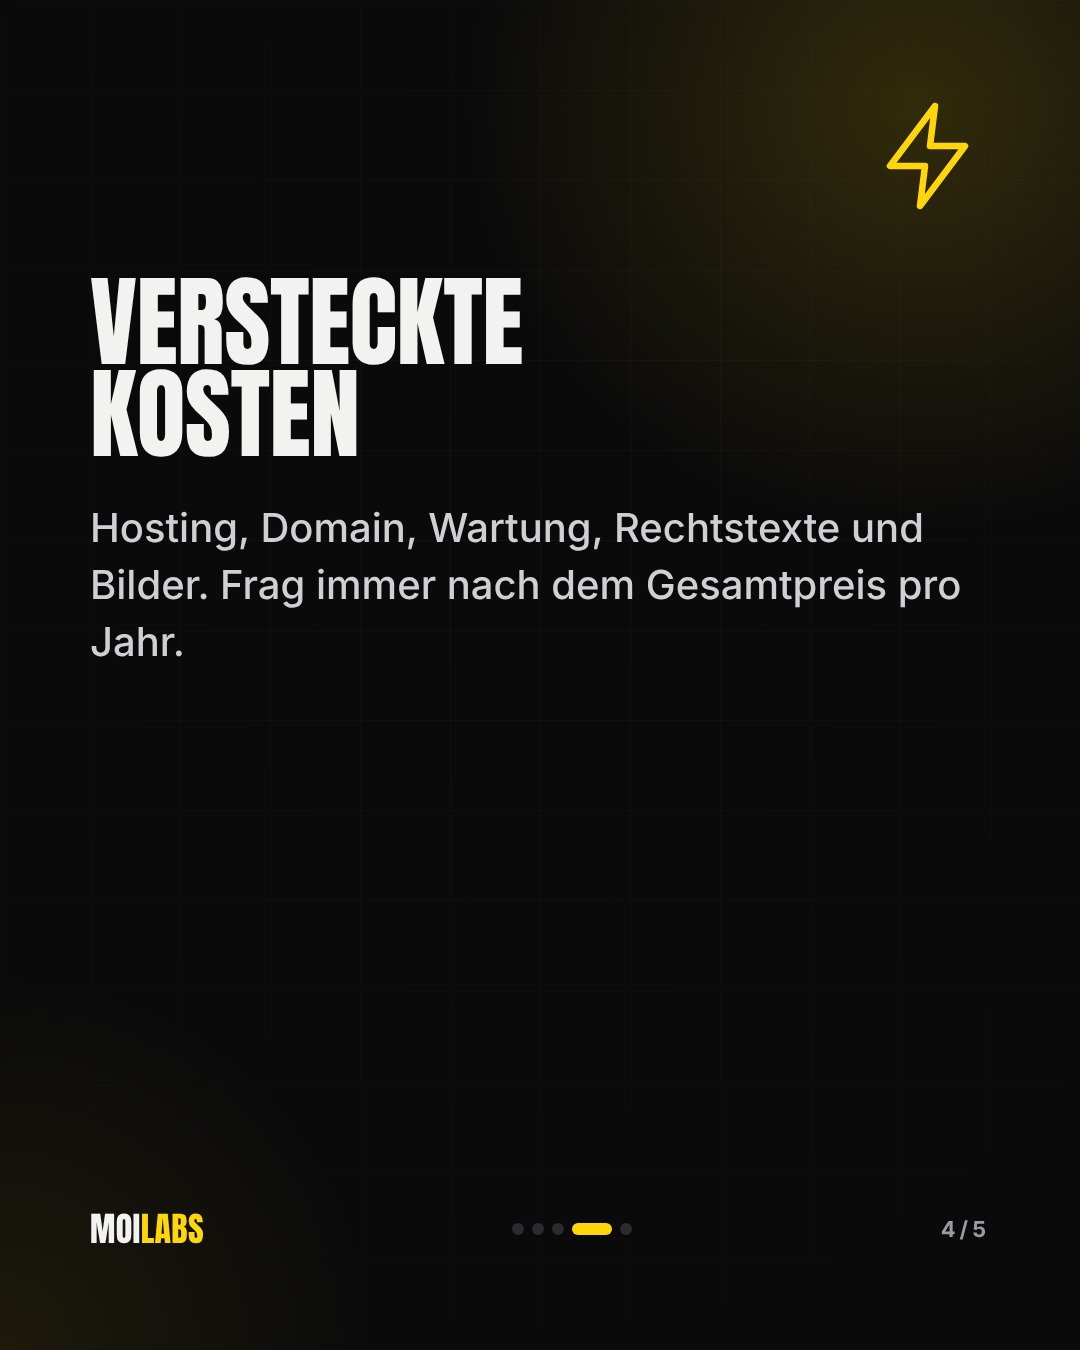 VERSTECKTE
KOSTEN
Hosting, Domain, Wartung, Rechtstexte und
Bilder. Frag immer nach dem Gesamtpreis pro
Jahr.
MOILABS
4 / 5